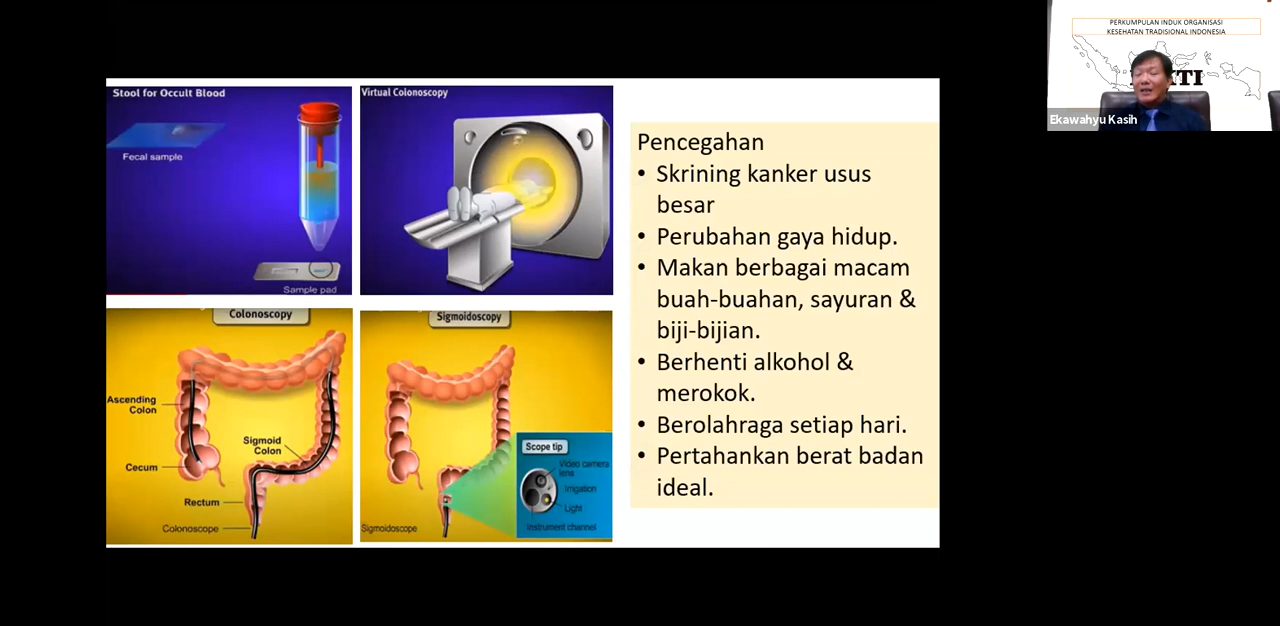 Stool for Occult Blood
Fecal sample
Sample pad
Virtual Colonoscopy
Colonoscopy
Ascending
Colon
Sigmoid
Colon
Cecum
Rectum
Colonoscope
Sigmoidoscopy
Scope tip
Video camera
lens
Irrigation
Light
Instrument channel
Sigmoidoscope
Pencegahan
• Skrining kanker usus
besar
• Perubahan gaya hidup.
• Makan berbagai macam
buah-buahan, sayuran &
biji-bijian.
• Berhenti alkohol &
merokok.
• Berolahraga setiap hari.
• Pertahankan berat badan
ideal.
PERKUMPULAN INDUK ORGANISASI
KESEHATAN TRADISIONAL INDONESIA
Ekawahyu Kasih